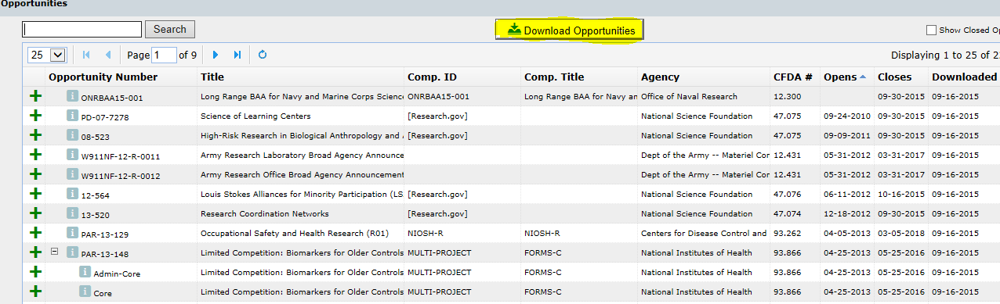 Opportunities
Search
Download Opportunities
Show Closed Op
25 Page 1 of 9 Displaying 1 to 25 of 2
Opportunity Number Title Comp. ID Comp. Title Agency CFDA # Opens Closes Downloaded
ONRBAA15-001 Long Range BAA for Navy and Marine Corps Scienc ONRBAA15-001 Long Range BAA for Navy an Office of Naval Research 12.300 09-30-2015 09-16-2015
PD-07-7278 Science of Learning Centers [Research.gov] National Science Foundation 47.075 09-24-2010 09-30-2015 09-16-2015
08-523 High-Risk Research in Biological Anthropology and A [Research.gov] National Science Foundation 47.075 09-09-2011 09-30-2015 09-16-2015
W911NF-12-R-0011 Army Research Laboratory Broad Agency Announce Dept of the Army -- Materiel Com 12.431 05-31-2012 03-31-2017 09-16-2015
W911NF-12-R-0012 Army Research Office Broad Agency Announcement Dept of the Army -- Materiel Com 12.431 05-31-2012 03-31-2017 09-16-2015
12-564 Louis Stokes Alliances for Minority Participation (LS [Research.gov] National Science Foundation 47.076 06-11-2012 10-16-2015 09-16-2015
13-520 Research Coordination Networks [Research.gov] National Science Foundation 47.074 12-18-2012 09-30-2015 09-16-2015
PAR-13-129 Occupational Safety and Health Research (R01) NIOSH-R NIOSH-R Centers for Disease Control and 93.262 04-05-2013 03-05-2018 09-16-2015
PAR-13-148 Limited Competition: Biomarkers for Older Controls MULTI-PROJECT FORMS-C National Institutes of Health 93.866 04-25-2013 05-25-2016 09-16-2015
Admin-Core Limited Competition: Biomarkers for Older Controls MULTI-PROJECT FORMS-C National Institutes of Health 93.866 04-25-2013 05-25-2016 09-16-2015
Core Limited Competition: Biomarkers for Older Controls MULTI-PROJECT FORMS-C National Institutes of Health 93.866 04-25-2013 05-25-2016 09-16-2015